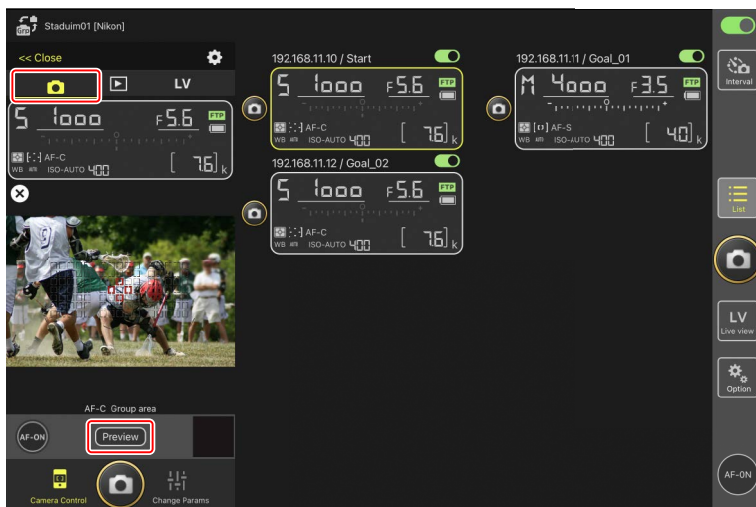 Grp
Staduim01 [Nikon]
<< Close
LV
S 1000 F5.6 FTP
AF-C
WB ISO-AUTO 400 [ 7.6] k
AF-C Group area
AF-ON
Preview
Camera Control
Change Params
192.168.11.10 / Start
S 1000 F5.6 FTP
AF-C
WB ISO-AUTO 400 [ 7.6] k
192.168.11.11 / Goal_01
M 4000 F3.5 FTP
AF-S
WB ISO-AUTO 400 [ 4.0] k
192.168.11.12 / Goal_02
S 1000 F5.6 FTP
AF-C
WB ISO-AUTO 400 [ 7.6] k
Interval
List
LV
Live view
Option
AF-ON